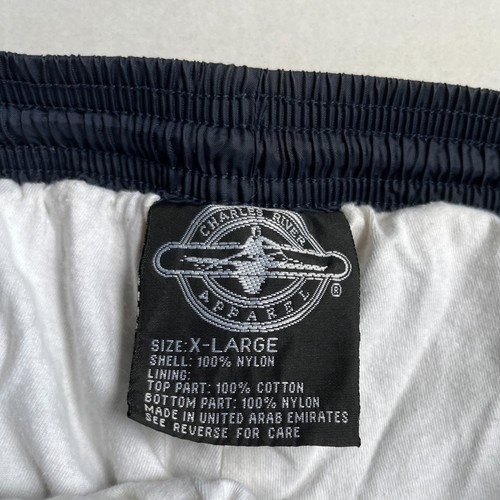 CHARLES RIVER
APPAREL
®
SIZE: X-LARGE
SHELL: 100% NYLON
LINING:
TOP PART: 100% COTTON
BOTTOM PART: 100% NYLON
MADE IN UNITED ARAB EMIRATES
SEE REVERSE FOR CARE